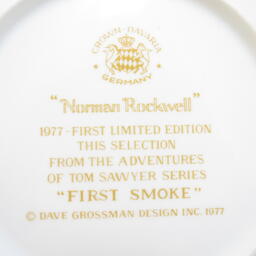 CROWN-BAVARIA
GERMANY
"Norman Rockwell"
1977-FIRST LIMITED EDITION
THIS SELECTION
FROM THE ADVENTURES
OF TOM SAWYER SERIES
"FIRST SMOKE"
© DAVE GROSSMAN DESIGN INC. 1977